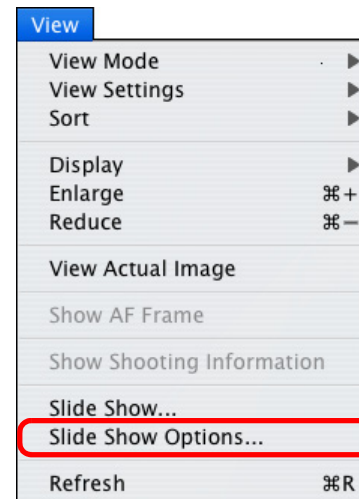 View
View Mode
View Settings
Sort
Display
Enlarge ⌘+
Reduce ⌘−
View Actual Image
Show AF Frame
Show Shooting Information
Slide Show...
Slide Show Options...
Refresh ⌘R